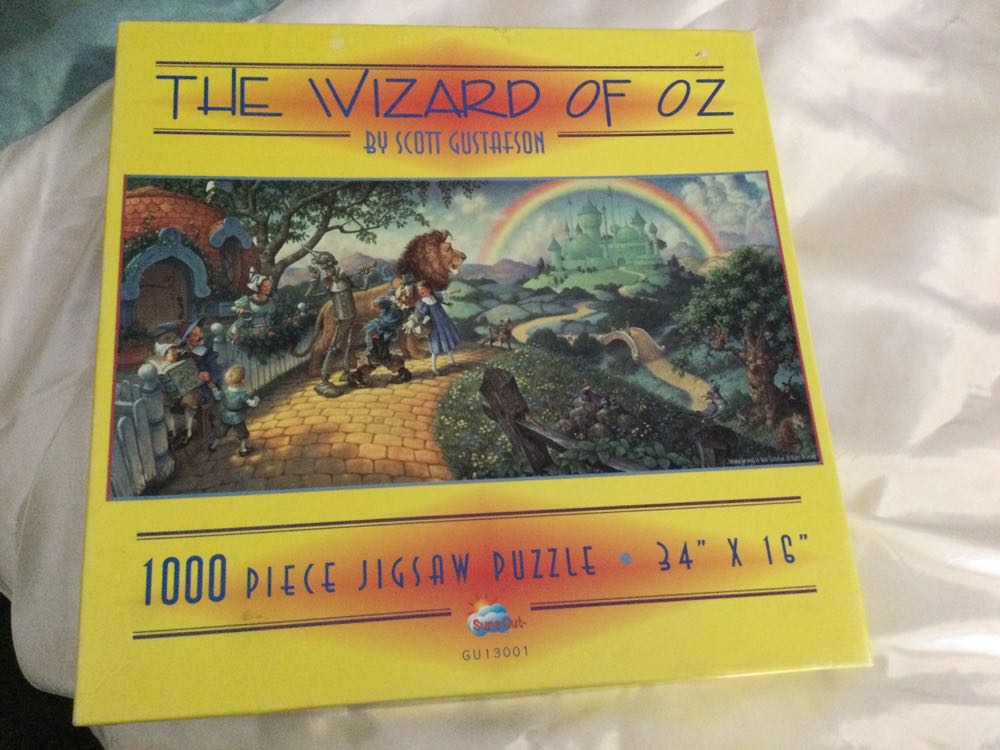 THE WIZARD OF OZ
BY SCOTT GUSTAFSON
1000 PIECE JIGSAW PUZZLE • 34" X 16"
SunsOut
GU13001